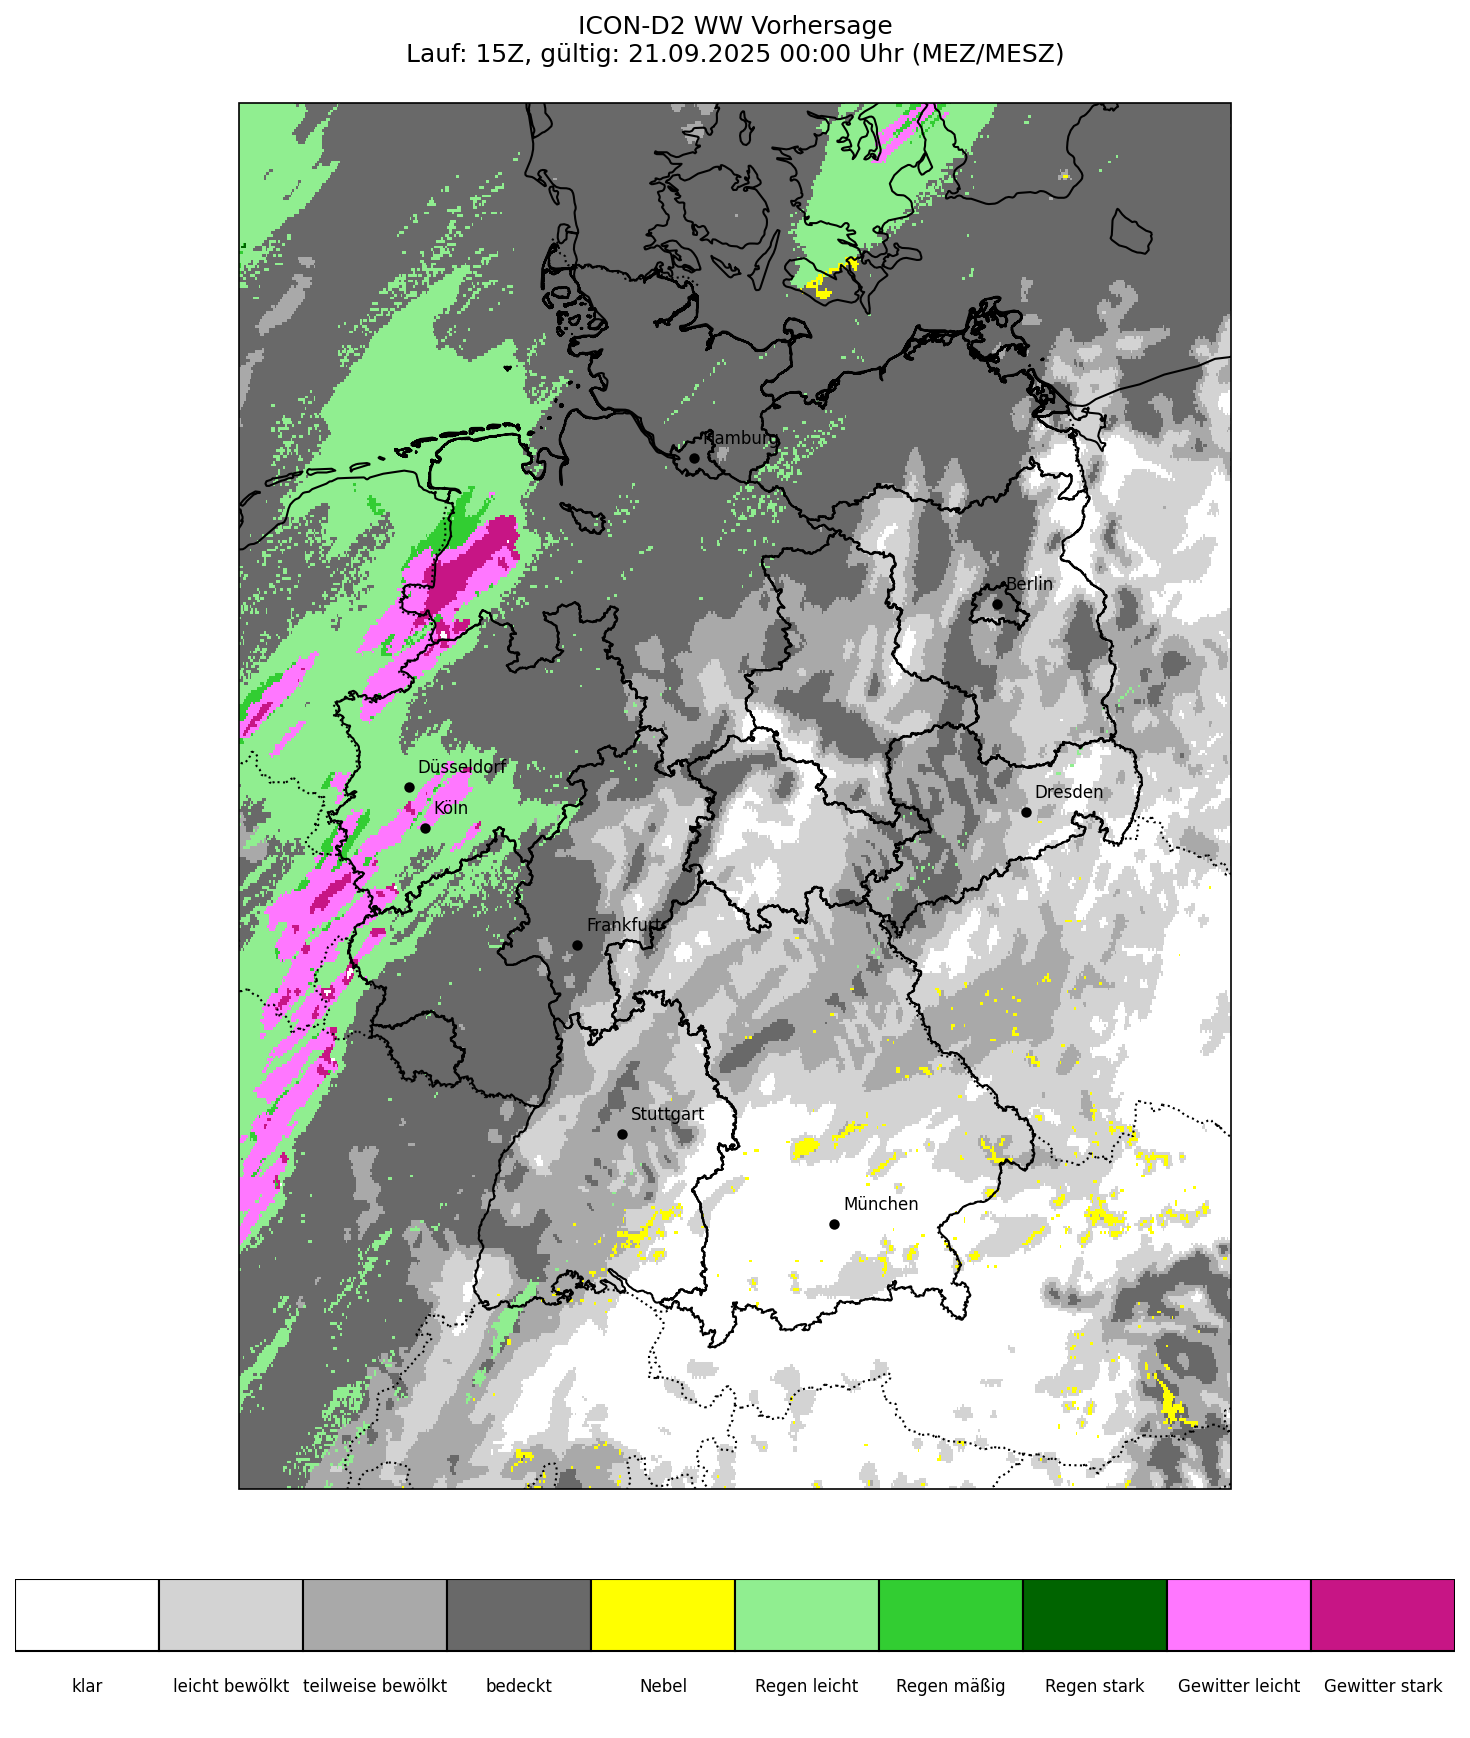 ICON-D2 WW Vorhersage
Lauf: 15Z, gültig: 21.09.2025 00:00 Uhr (MEZ/MESZ)
Hamburg
Berlin
Düsseldorf
Dresden
Köln
Frankfurt
Stuttgart
München
klar
leicht bewölkt
teilweise bewölkt
bedeckt
Nebel
Regen leicht
Regen mäßig
Regen stark
Gewitter leicht
Gewitter stark